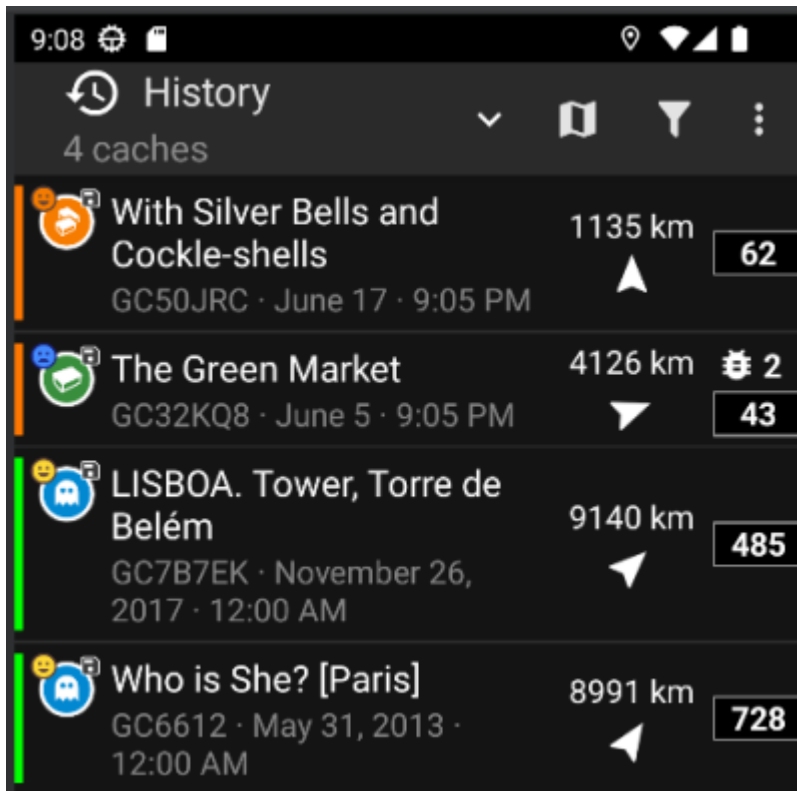 9:08
History
4 caches
With Silver Bells and
Cockle-shells
GC50JRC · June 17 · 9:05 PM
1135 km
62
The Green Market
GC32KQ8 · June 5 · 9:05 PM
4126 km
2
43
LISBOA. Tower, Torre de
Belém
GC7B7EK · November 26,
2017 · 12:00 AM
9140 km
485
Who is She? [Paris]
GC6612 · May 31, 2013 ·
12:00 AM
8991 km
728